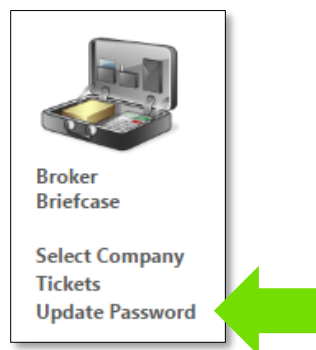 Broker
Briefcase
Select Company
Tickets
Update Password